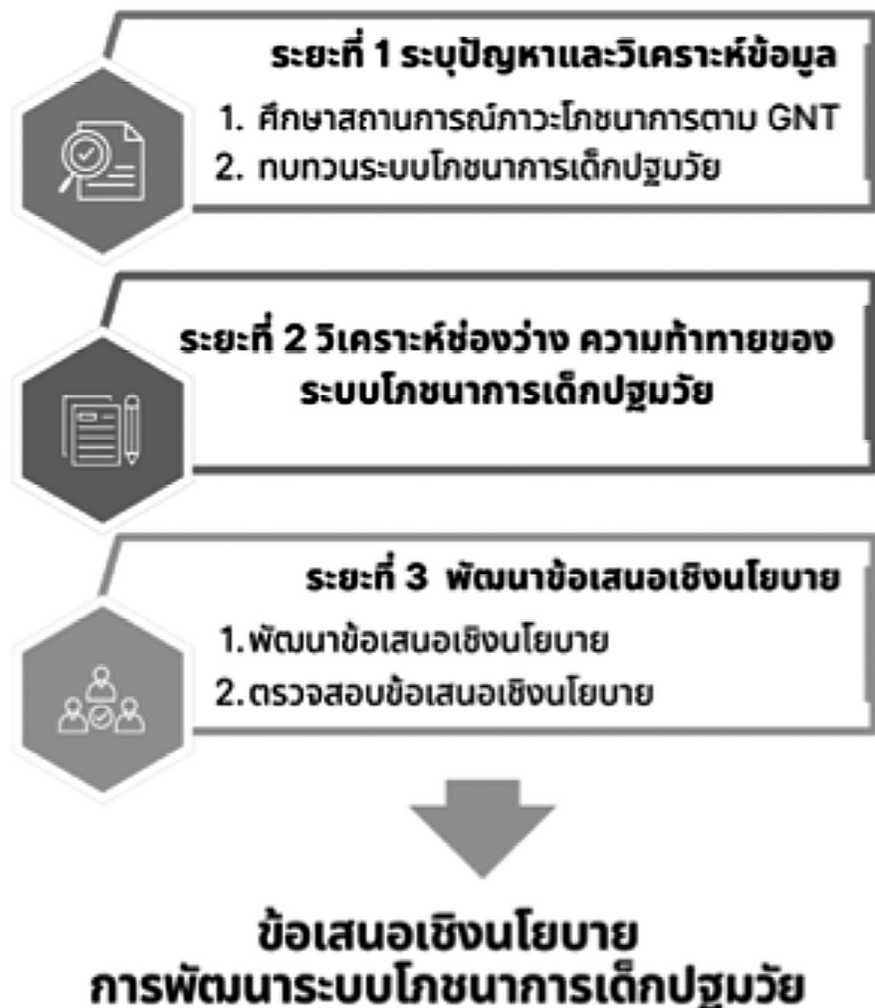 ระยะที่ 1 ระบุปัญหาและวิเคราะห์ข้อมูล
1. ศึกษาสถานการณ์ภาวะโภชนาการตาม GNT
2. ทบทวนระบบโภชนาการเด็กปฐมวัย
ระยะที่ 2 วิเคราะห์ช่องว่าง ความท้าทายของ
ระบบโภชนาการเด็กปฐมวัย
ระยะที่ 3 พัฒนาข้อเสนอเชิงนโยบาย
1. พัฒนาข้อเสนอเชิงนโยบาย
2. ตรวจสอบข้อเสนอเชิงนโยบาย
ข้อเสนอเชิงนโยบาย
การพัฒนาระบบโภชนาการเด็กปฐมวัย